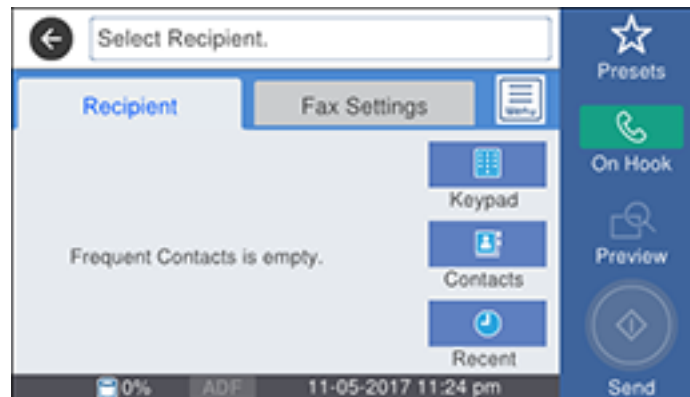 Select Recipient.
Presets
Recipient
Fax Settings
Menu
On Hook
Keypad
Frequent Contacts is empty.
Preview
Contacts
Recent
0% ADF 11-05-2017 11:24 pm
Send